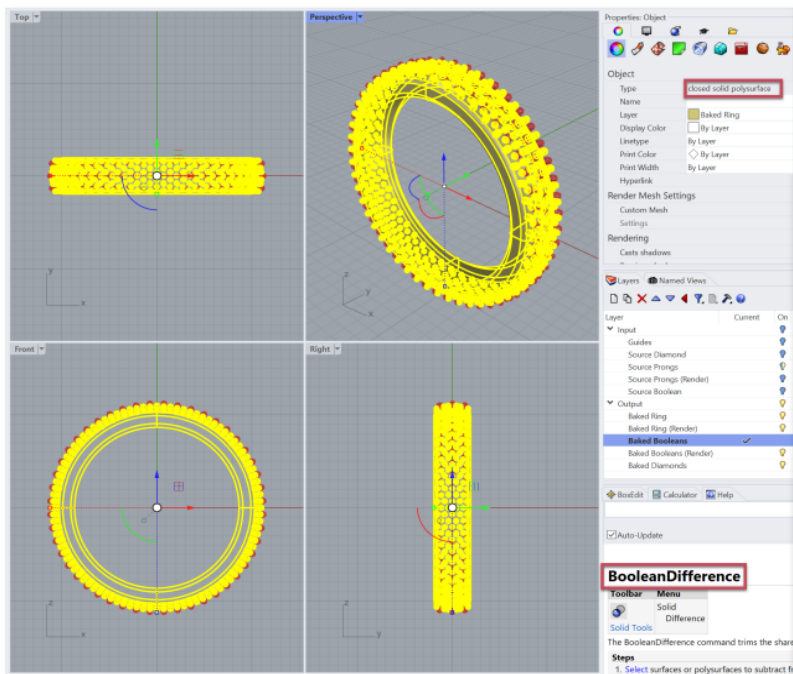 Top
Perspective
z
y
x
y
x
Front
Right
z
x
z
y
Properties: Object
Object
Type closed solid polysurface
Name
Layer Baked Ring
Display Color By Layer
Linetype By Layer
Print Color By Layer
Print Width By Layer
Hyperlink
Render Mesh Settings
Custom Mesh
Settings
Rendering
Casts shadows
Layers Named Views
Layer Current On
Input
Guides
Source Diamond
Source Prongs
Source Prongs (Render)
Source Boolean
Output
Baked Ring
Baked Ring (Render)
Baked Booleans
Baked Booleans (Render)
Baked Diamonds
BoxEdit Calculator Help
Auto-Update
BooleanDifference
Toolbar Menu
Solid
Difference
Solid Tools
The BooleanDifference command trims the share
Steps
1. Select surfaces or polysurfaces to subtract